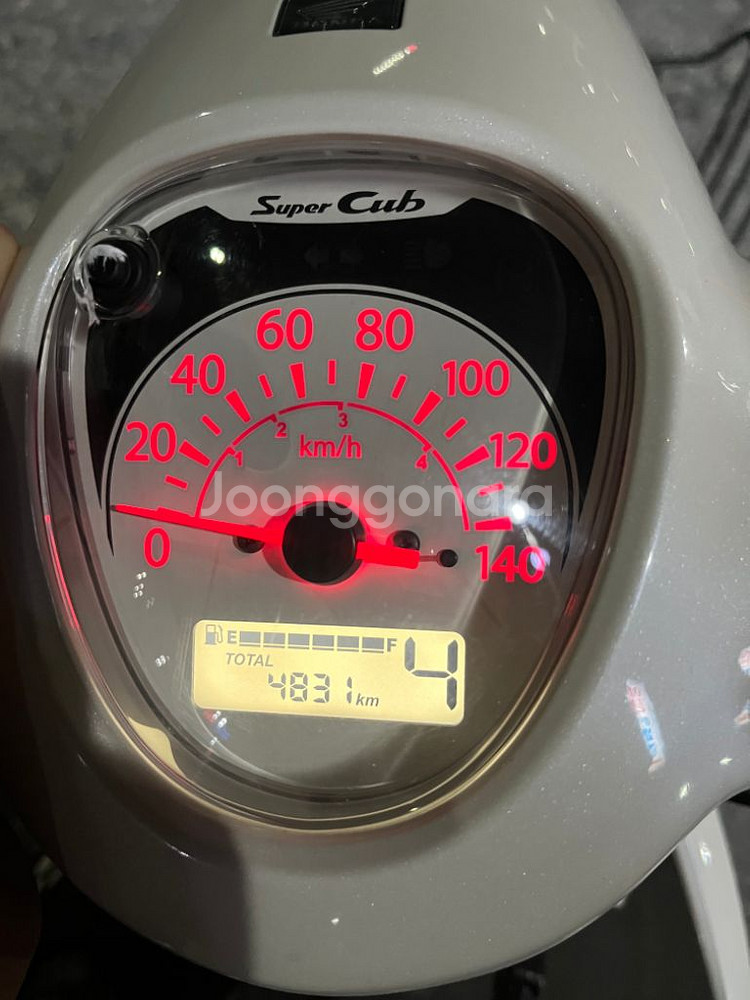 Super Cub
60 80
40 100
20 120
1 2 3 4
km/h
Joonggonara
0 140
E F
TOTAL
4831 km
4